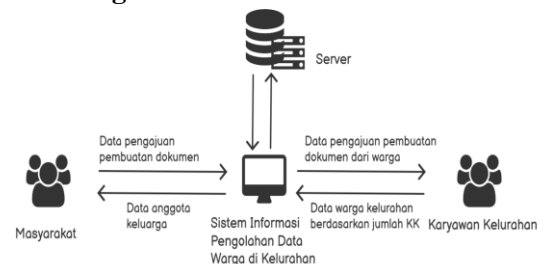 Server
Data pengajuan
pembuatan dokumen
Data pengajuan pembuatan
dokumen dari warga
Data anggota
keluarga
Data warga kelurahan
berdasarkan jumlah KK
Masyarakat
Sistem Informasi
Pengolahan Data
Warga di Kelurahan
Karyawan Kelurahan